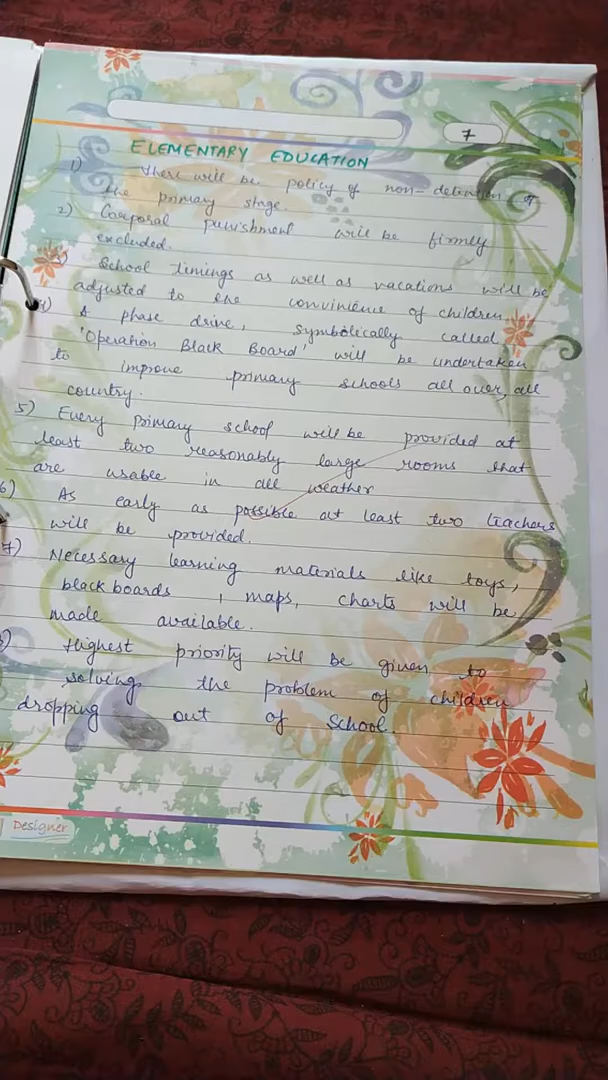 7
ELEMENTARY EDUCATION
1) There will be policy of non-detention at
the primary stage.
2) Corporal punishment will be firmly
excluded.
3) School timings as well as vacations will be
adjusted to the convinience of children.
4) A phase drive, symbolically called
'Operation Black Board' will be undertaken
to improve primary schools all over, all
country.
5) Every primary school will be provided at
least two reasonably large rooms that
are usable in all weather
6) As early as possible at least two teachers
will be provided.
7) Necessary learning materials like toys,
blackboards, maps, charts will be
made available.
8) Highest priority will be given to
solving the problem of children
dropping out of School.
Designer